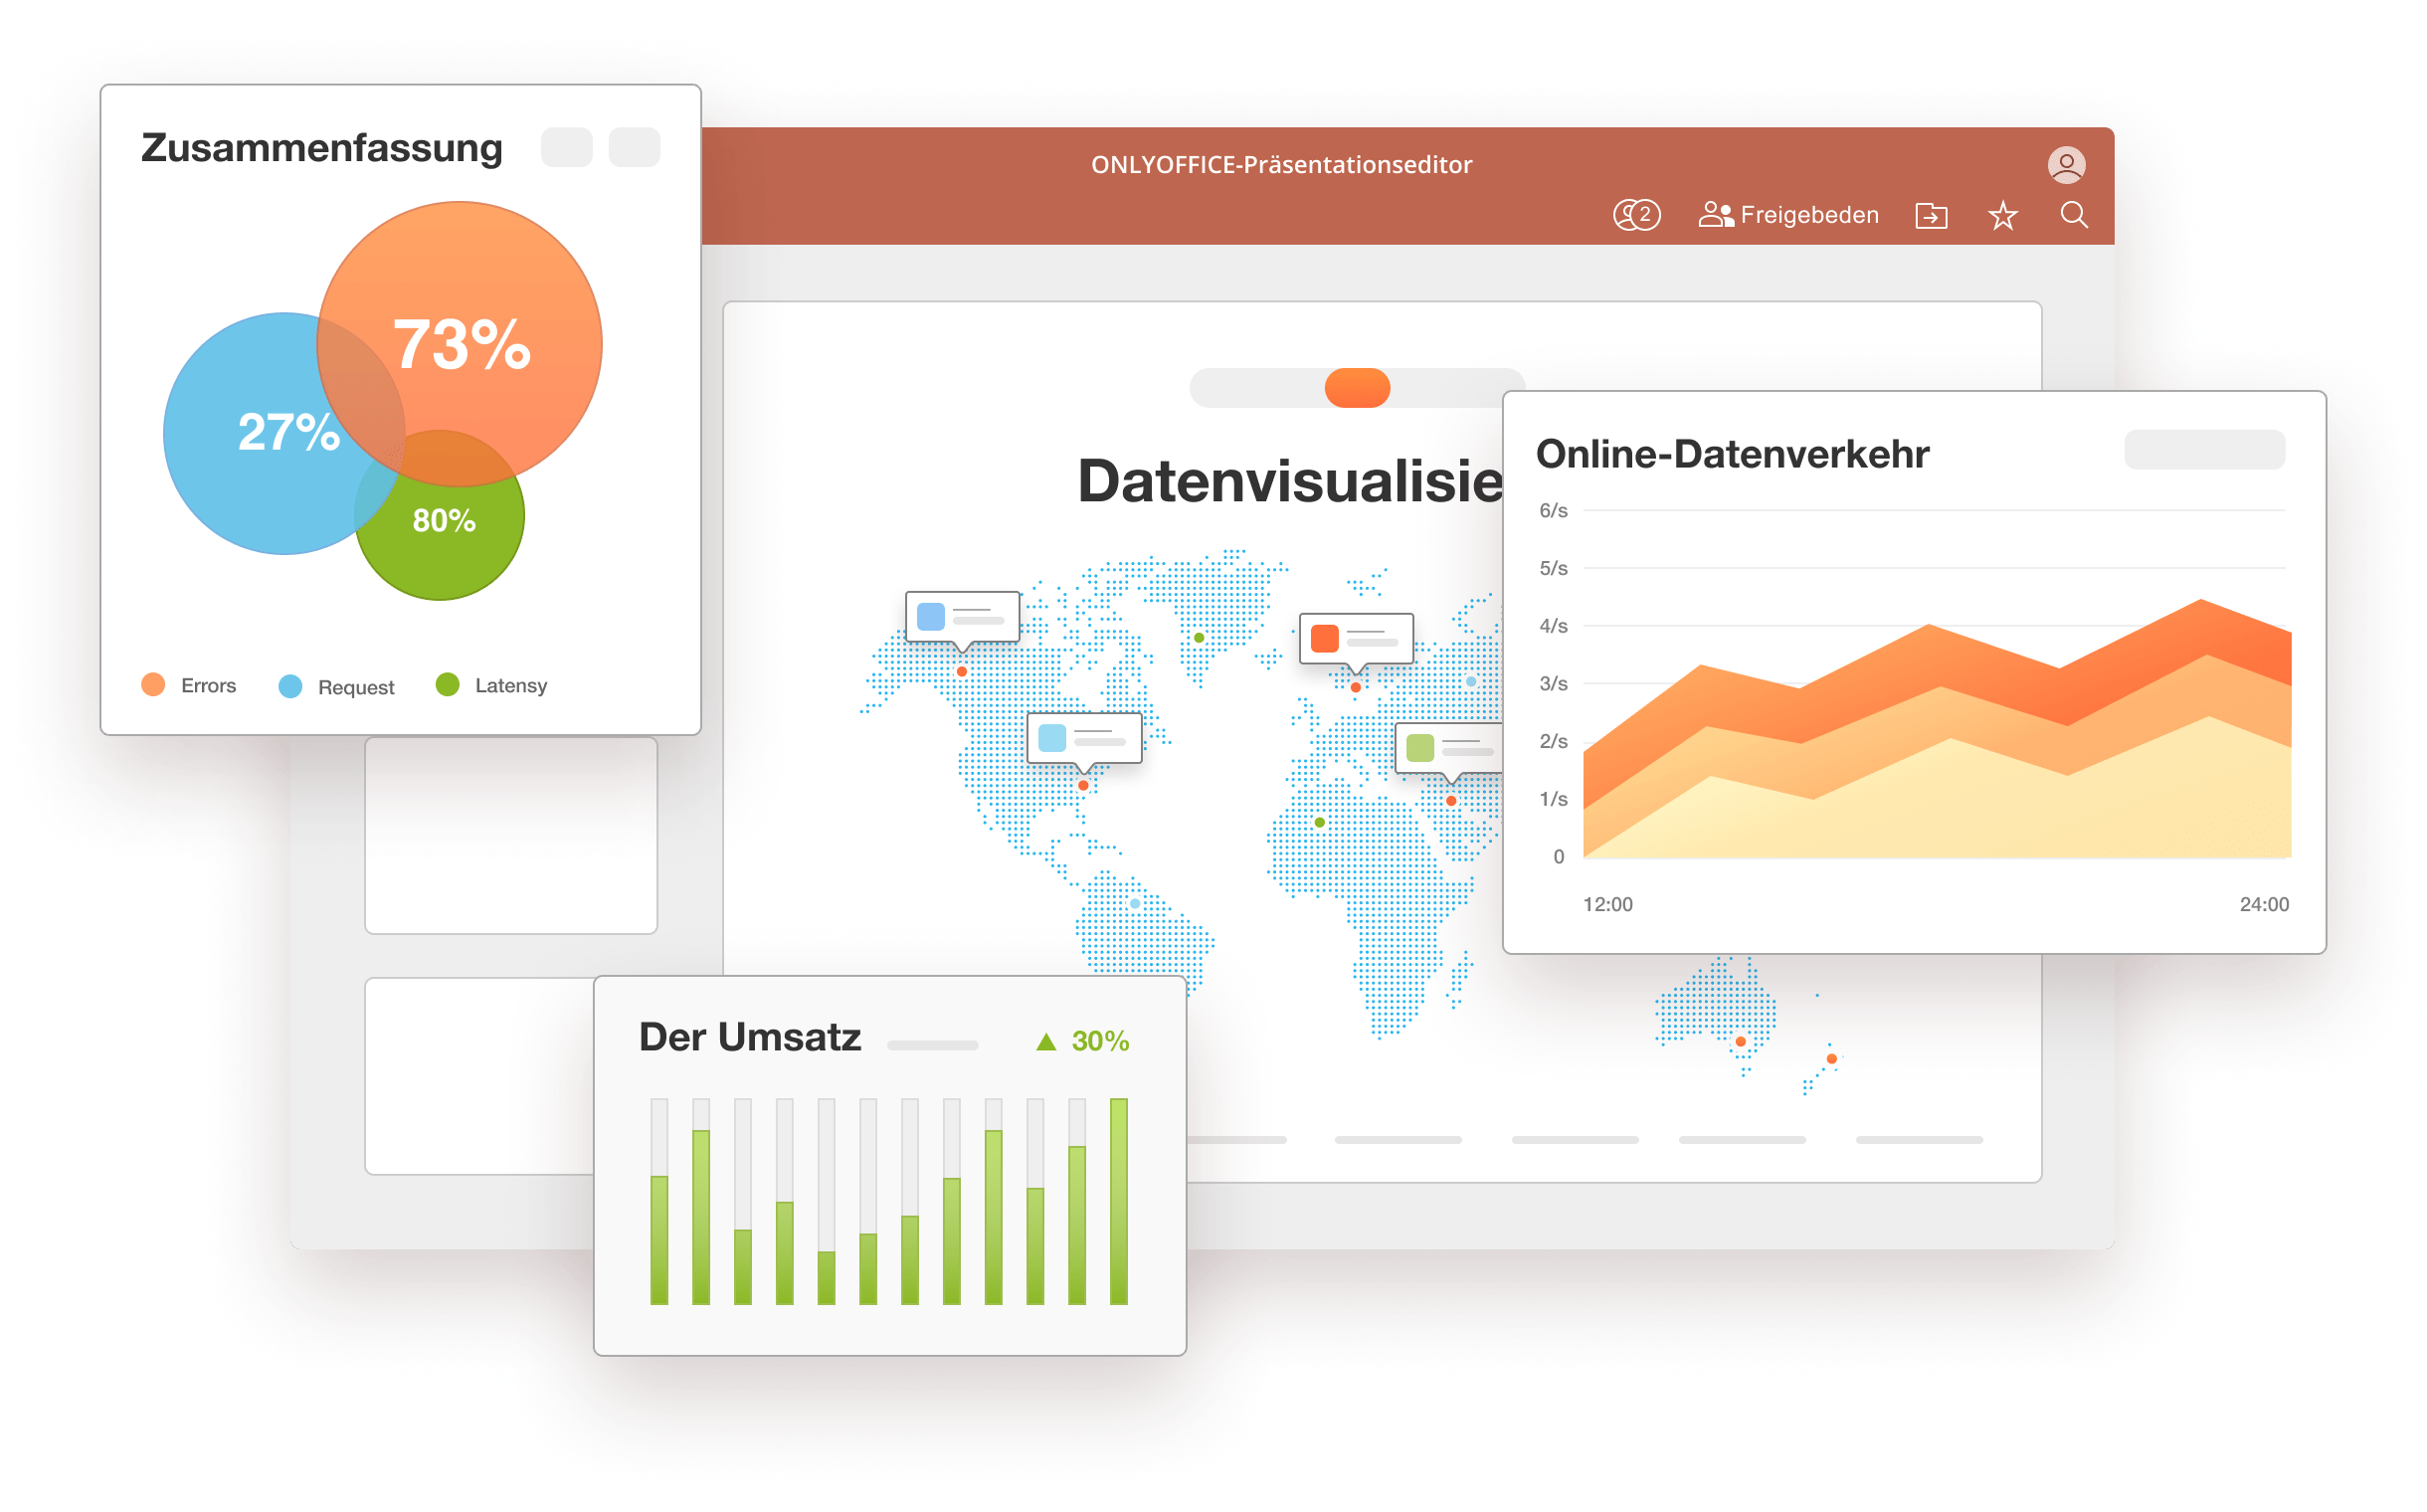 Zusammenfassung
73%
27%
80%
Errors
Request
Latensy
ONLYOFFICE-Präsentationseditor
2
Freigebeden
Online-Datenverkehr
6/s
5/s
4/s
3/s
2/s
1/s
0
12:00
24:00
Der Umsatz
30%